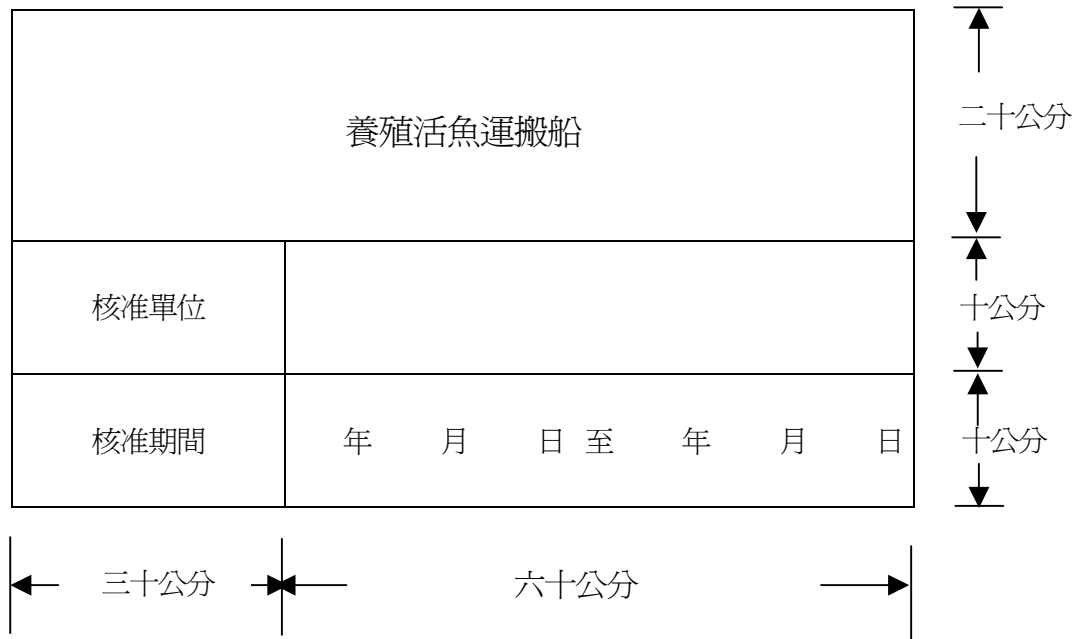 養殖活魚運搬船
二十公分
核准單位
十公分
核准期間 年 月 日 至 年 月 日
十公分
三十公分 六十公分